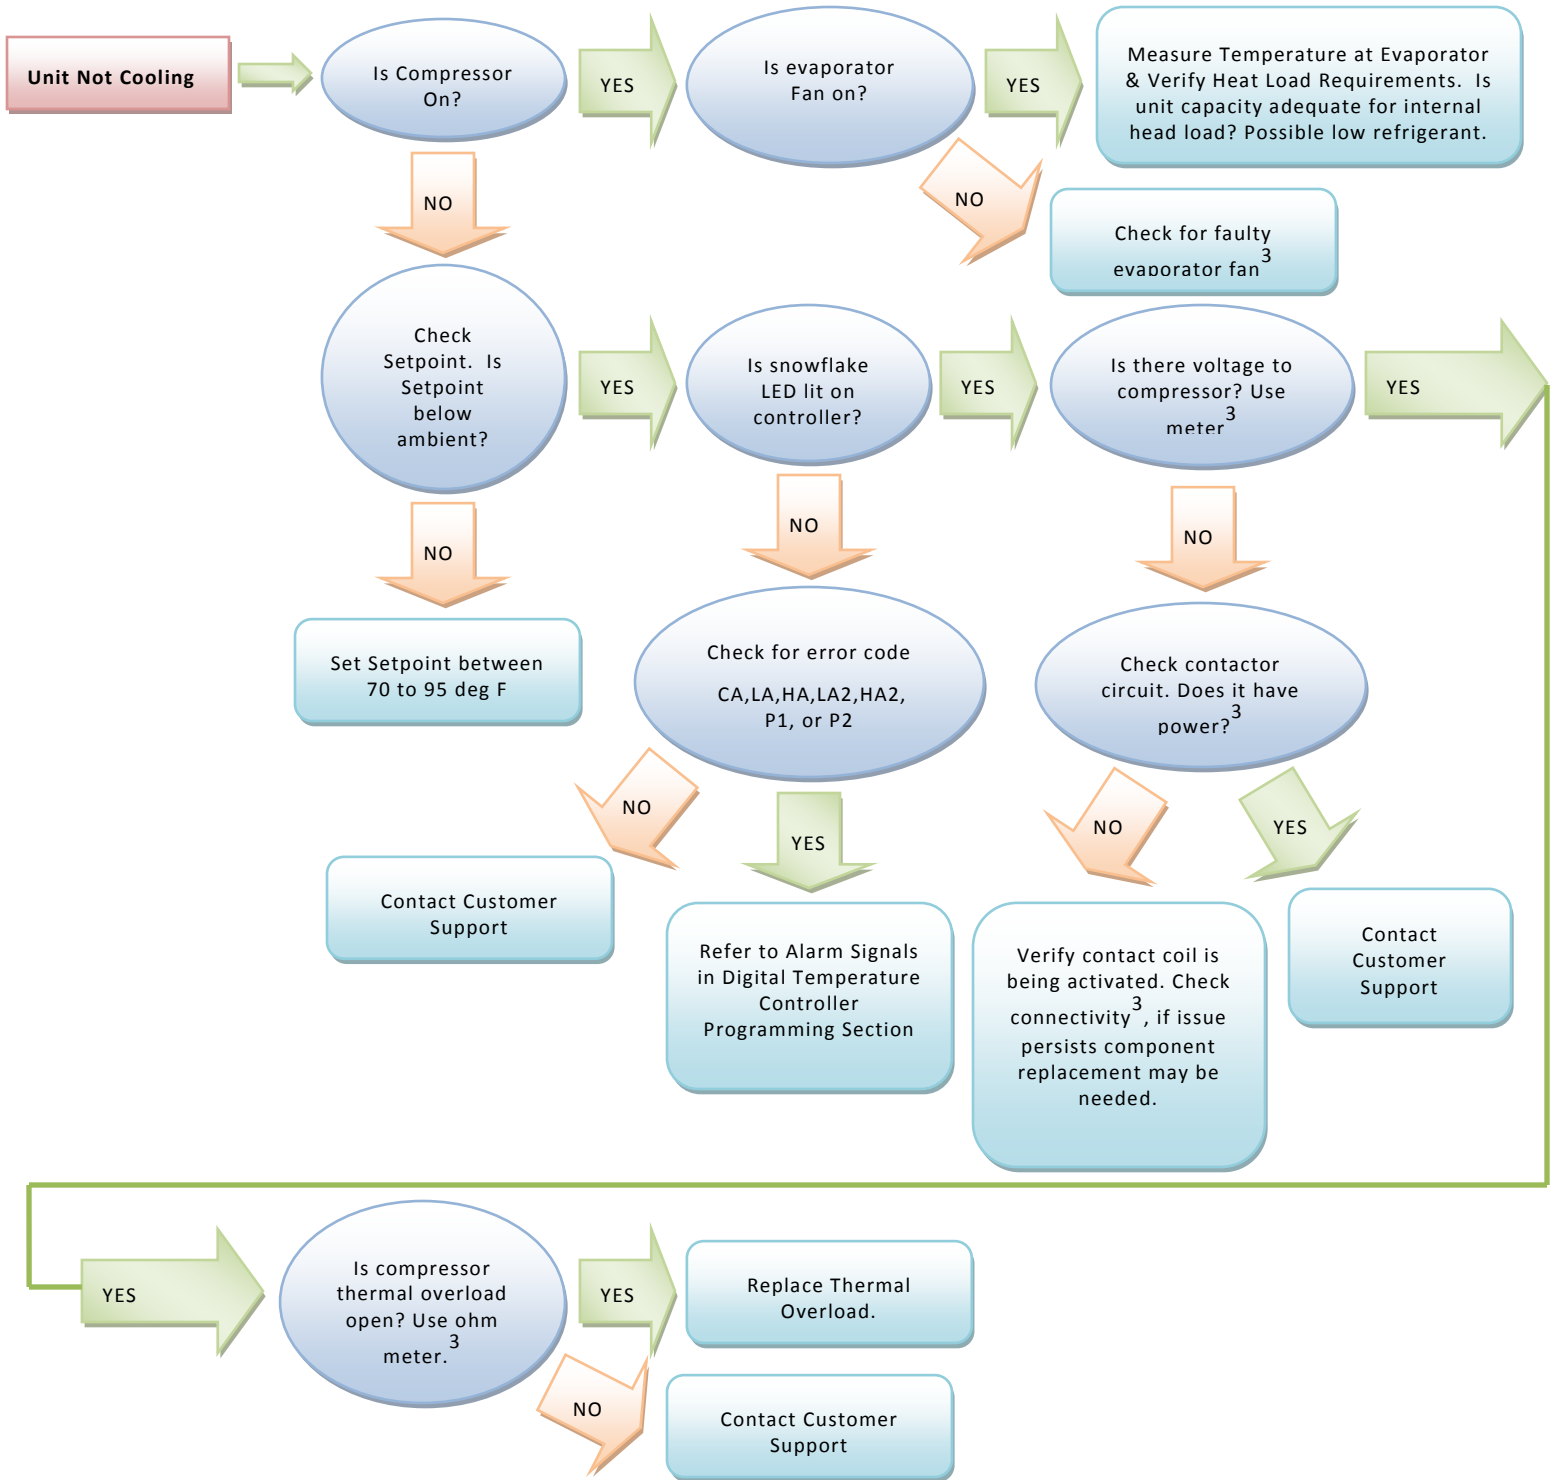 Unit Not Cooling
Is Compressor
On?
YES
Is evaporator
Fan on?
YES
Measure Temperature at Evaporator
& Verify Heat Load Requirements.  Is
unit capacity adequate for internal
head load? Possible low refrigerant.
NO
NO
Check for faulty
evaporator fan3
Check
Setpoint.  Is
Setpoint
below
ambient?
YES
Is snowflake
LED lit on
controller?
YES
Is there voltage to
compressor? Use
meter3
YES
NO
NO
NO
Set Setpoint between
70 to 95 deg F
Check for error code
CA,LA,HA,LA2,HA2,
P1, or P2
Check contactor
circuit. Does it have
power?3
NO
YES
NO
YES
Contact Customer
Support
Refer to Alarm Signals
in Digital Temperature
Controller
Programming Section
Verify contact coil is
being activated. Check
connectivity3, if issue
persists component
replacement may be
needed.
Contact
Customer
Support
YES
Is compressor
thermal overload
open? Use ohm
meter.3
YES
Replace Thermal
Overload.
NO
Contact Customer
Support